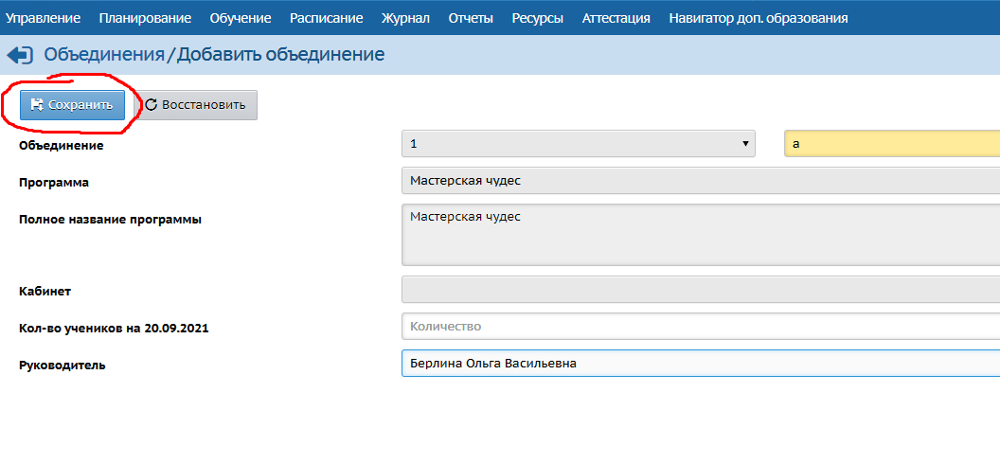 Управление Планирование Обучение Расписание Журнал Отчеты Ресурсы Аттестация Навигатор доп. образования
Объединения/Добавить объединение
Сохранить Восстановить
Объединение 1 а
Программа Мастерская чудес
Полное название программы Мастерская чудес
Кабинет
Кол-во учеников на 20.09.2021 Количество
Руководитель Берлина Ольга Васильевна